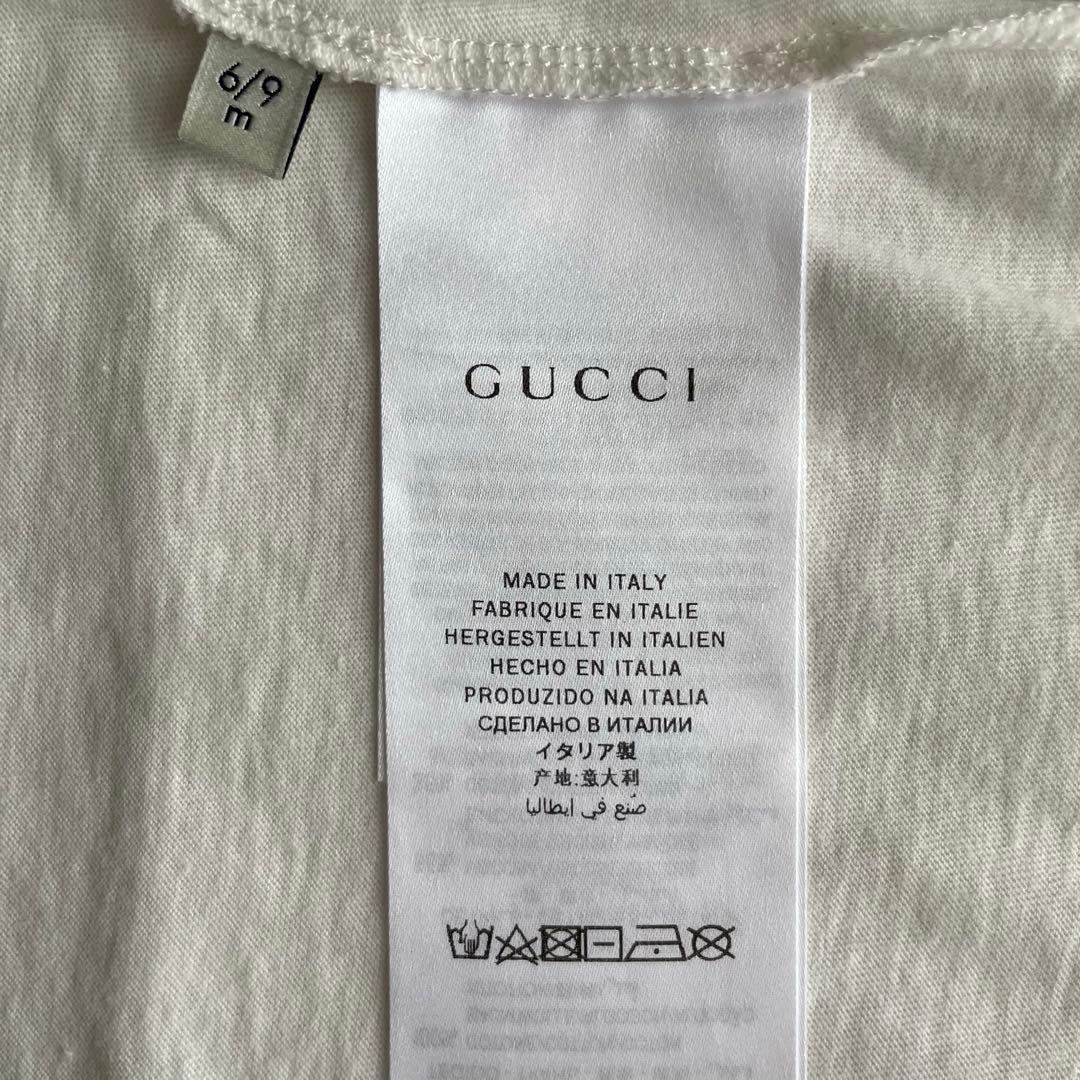 6/9
m
GUCCI
MADE IN ITALY
FABRIQUE EN ITALIE
HERGESTELLT IN ITALIEN
HECHO EN ITALIA
PRODUZIDO NA ITALIA
СДЕЛАНО В ИТАЛИИ
イタリア製
产地:意大利
صُنع في ايطاليا